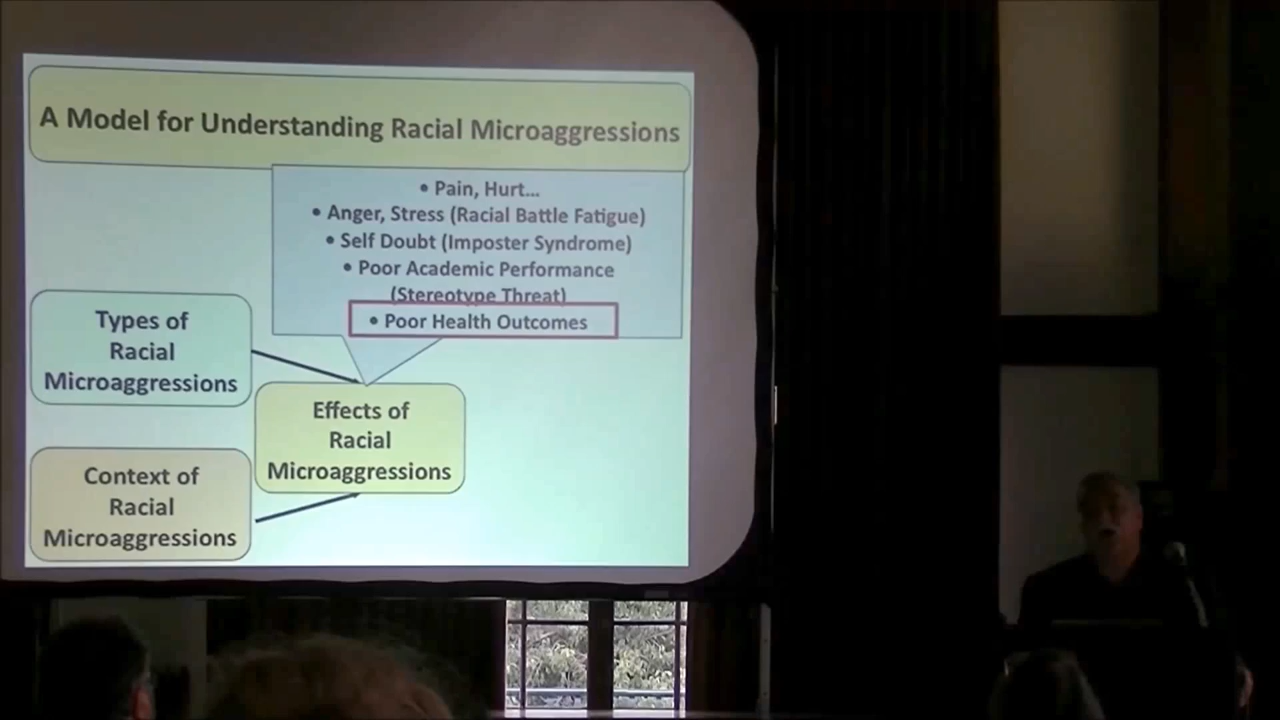 A Model for Understanding Racial Microaggressions
• Pain, Hurt...
• Anger, Stress (Racial Battle Fatigue)
• Self Doubt (Imposter Syndrome)
• Poor Academic Performance
(Stereotype Threat)
• Poor Health Outcomes
Types of
Racial
Microaggressions
Effects of
Racial
Microaggressions
Context of
Racial
Microaggressions